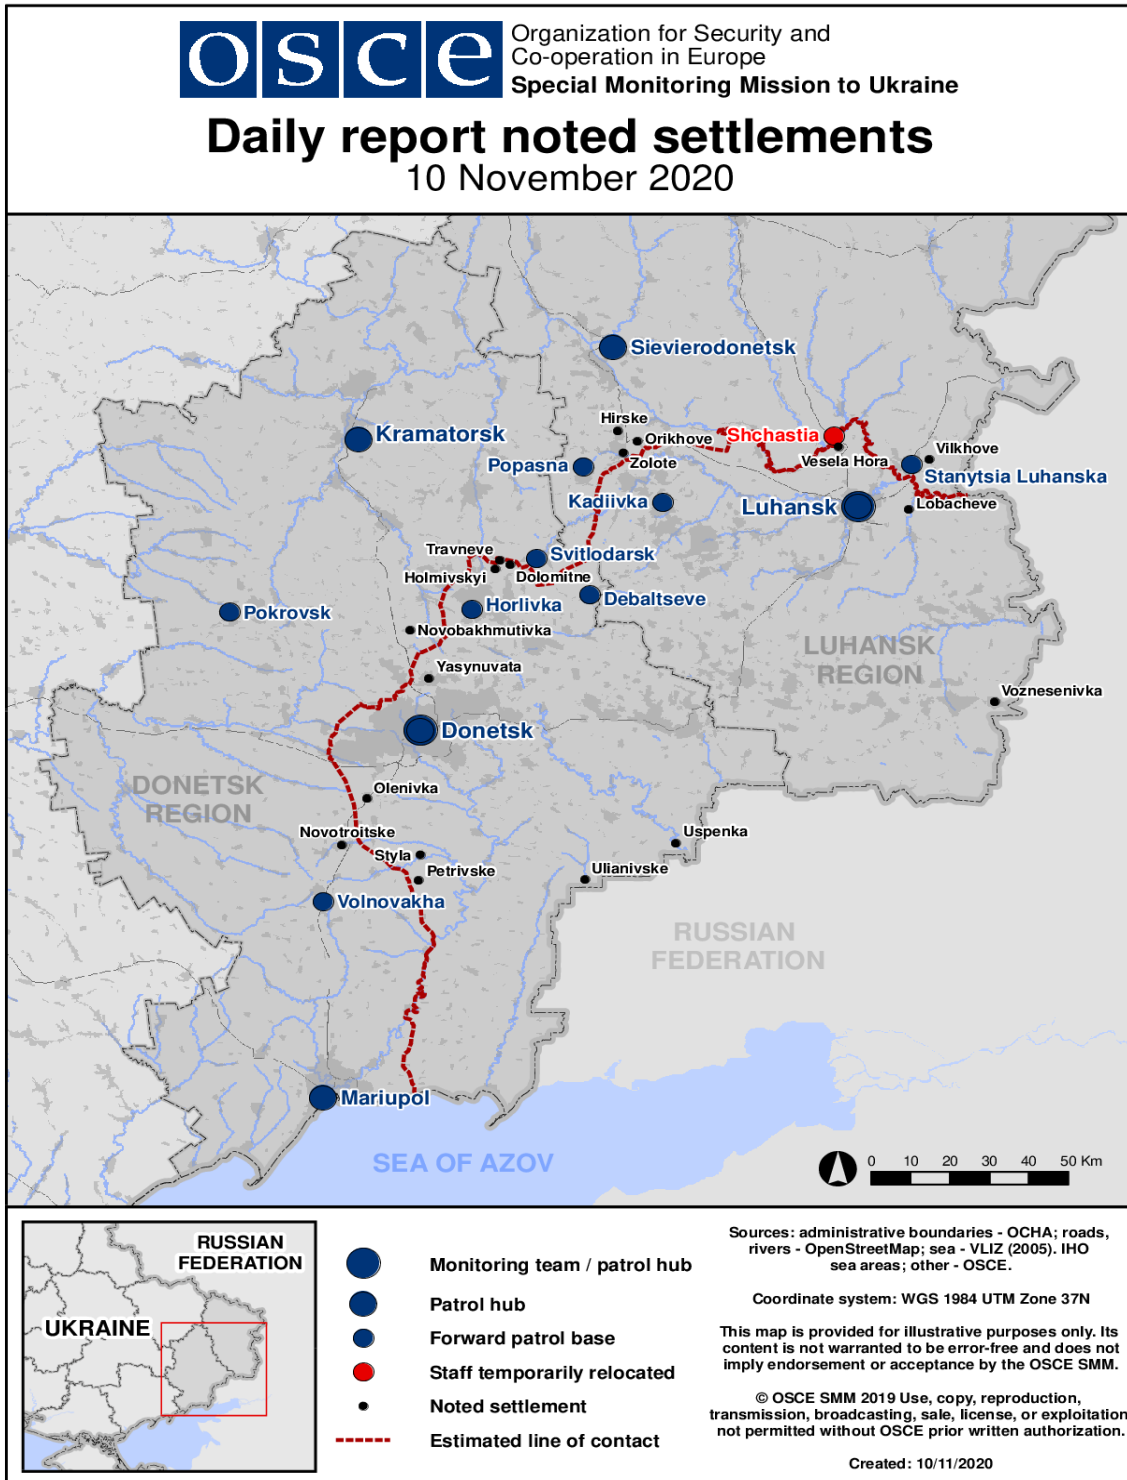 osce
Organization for Security and
Co-operation in Europe
Special Monitoring Mission to Ukraine
Daily report noted settlements
10 November 2020
Sievierodonetsk
Hirske
Kramatorsk
Orikhove
Shchastia
Zolote
Vesela Hora
Vilkhove
Popasna
Stanytsia Luhanska
Kadiivka
Luhansk
Lobacheve
Travneve
Svitlodarsk
Holmivskyi
Dolomitne
Debaltseve
Horlivka
Pokrovsk
Novobakhmutivka
LUHANSK
REGION
Yasynuvata
Voznesenivka
Donetsk
DONETSK
REGION
Olenivka
Novotroitske
Uspenka
Styla
Petrivske
Ulianivske
Volnovakha
RUSSIAN
FEDERATION
Mariupol
SEA OF AZOV
0 10 20 30 40 50 Km
RUSSIAN
FEDERATION
UKRAINE
Monitoring team / patrol hub
Patrol hub
Forward patrol base
Staff temporarily relocated
Noted settlement
Estimated line of contact
Sources: administrative boundaries - OCHA; roads,
rivers - OpenStreetMap; sea - VLIZ (2005). IHO
sea areas; other - OSCE.
Coordinate system: WGS 1984 UTM Zone 37N
This map is provided for illustrative purposes only. Its
content is not warranted to be error-free and does not
imply endorsement or acceptance by the OSCE SMM.
© OSCE SMM 2019 Use, copy, reproduction,
transmission, broadcasting, sale, license, or exploitation
not permitted without OSCE prior written authorization.
Created: 10/11/2020